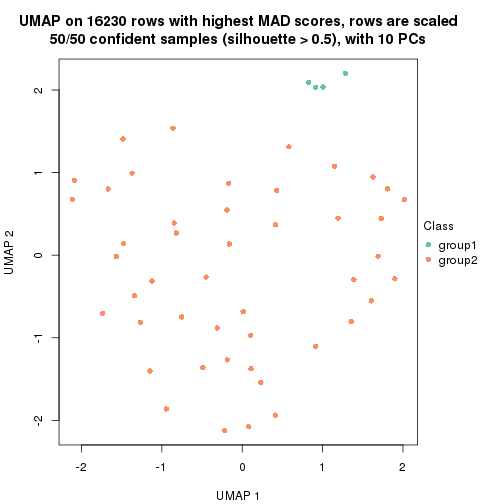 UMAP on 16230 rows with highest MAD scores, rows are scaled
50/50 confident samples (silhouette > 0.5), with 10 PCs
2
1
0
-1
-2
UMAP 2
-2
-1
0
1
2
UMAP 1
Class
group1
group2